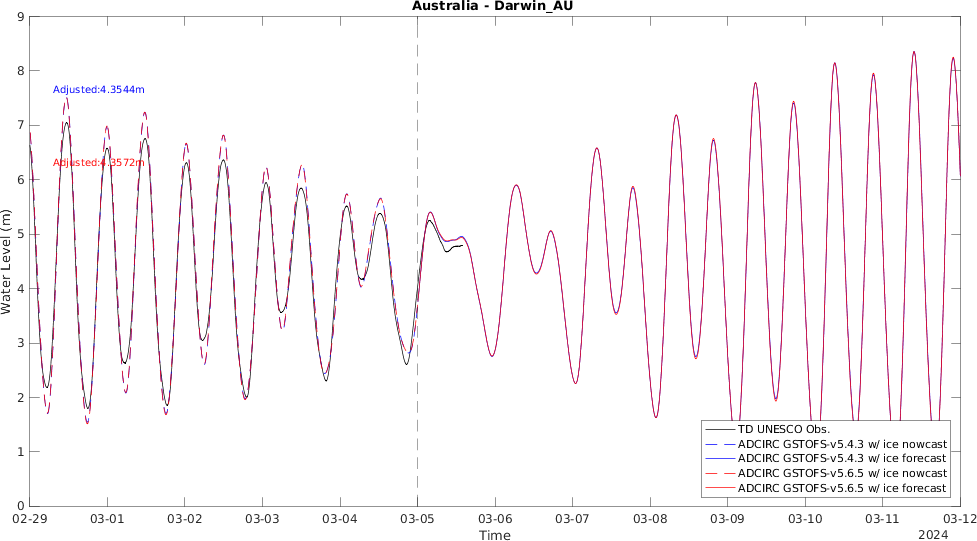 Australia - Darwin_AU
9
8
7
6
5
4
3
2
1
0
Water Level (m)
Adjusted:4.3544m
Adjusted:4.3572m
TD UNESCO Obs.
ADCIRC GSTOFS-v5.4.3 w/ ice nowcast
ADCIRC GSTOFS-v5.4.3 w/ ice forecast
ADCIRC GSTOFS-v5.6.5 w/ ice nowcast
ADCIRC GSTOFS-v5.6.5 w/ ice forecast
02-29 03-01 03-02 03-03 03-04 03-05 03-06 03-07 03-08 03-09 03-10 03-11 03-12
Time
2024